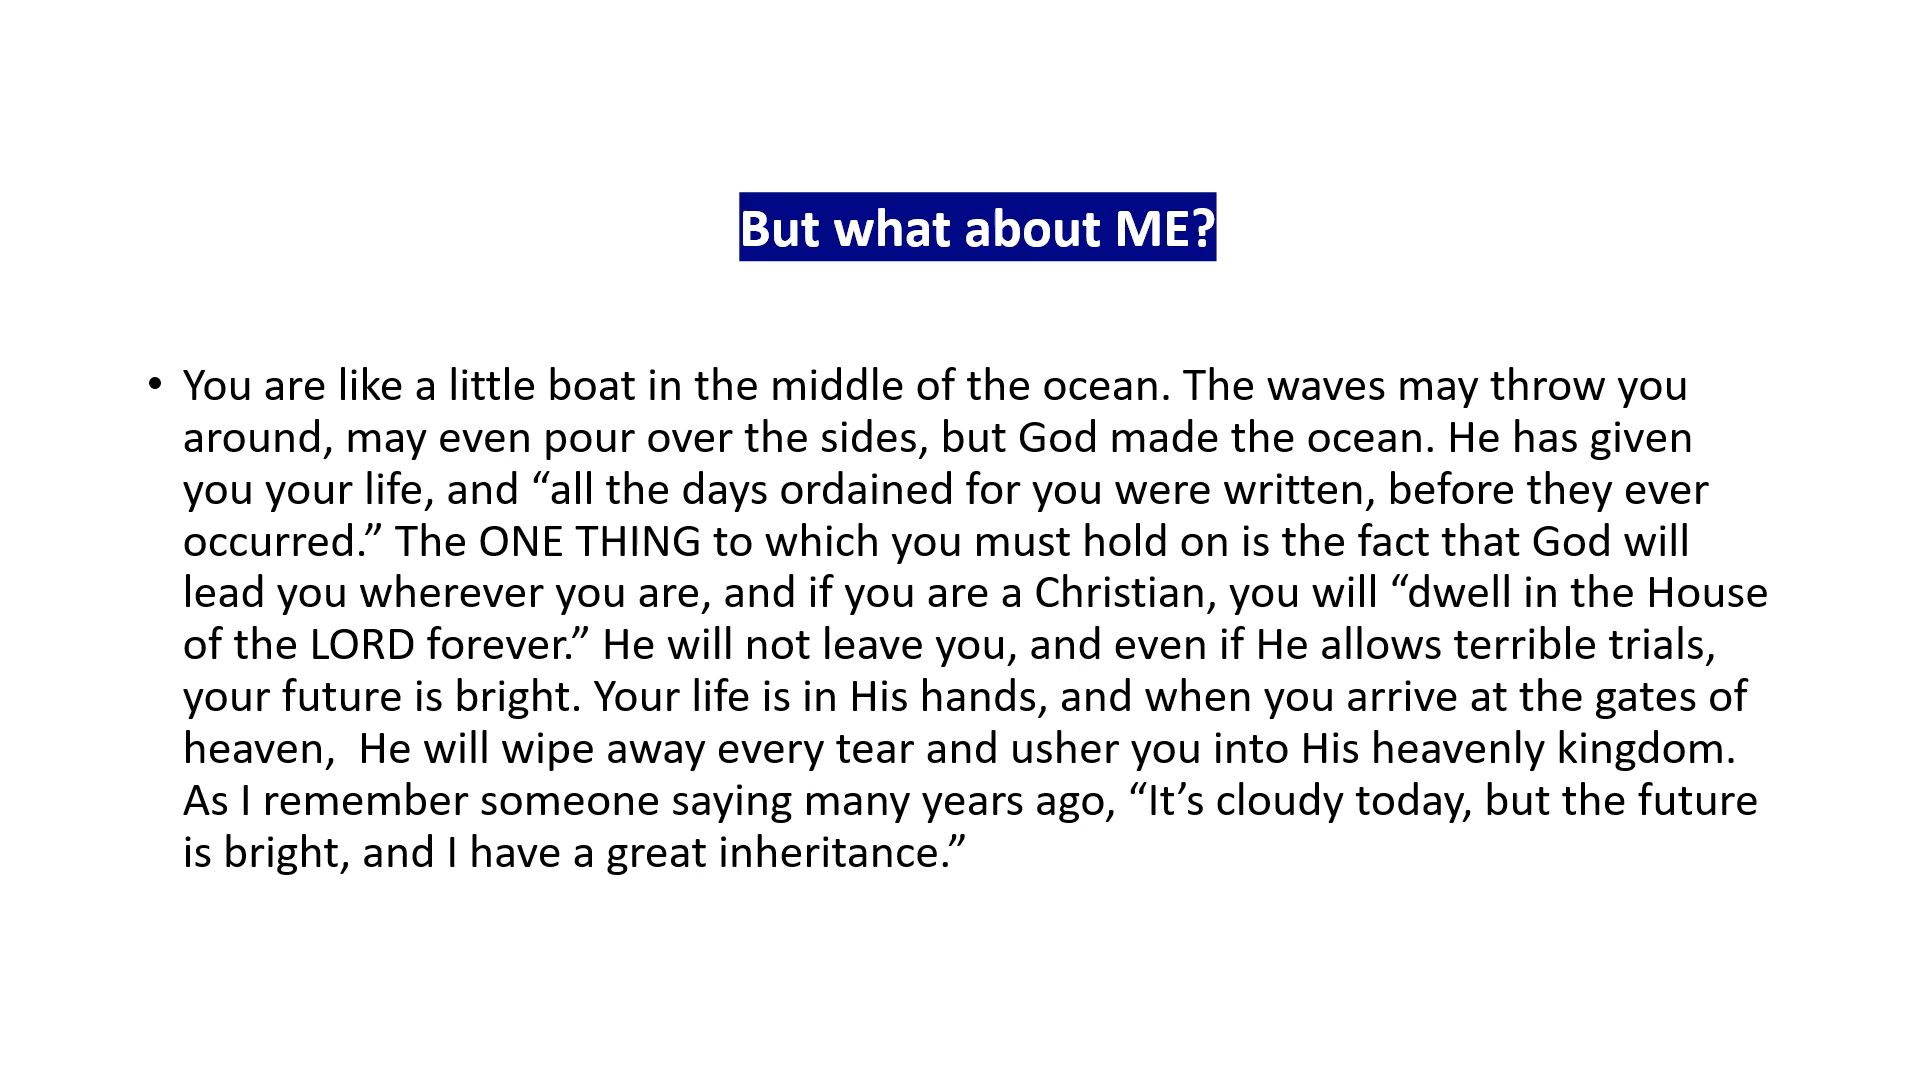 But what about ME?
• You are like a little boat in the middle of the ocean. The waves may throw you
around, may even pour over the sides, but God made the ocean. He has given
you your life, and “all the days ordained for you were written, before they ever
occurred.” The ONE THING to which you must hold on is the fact that God will
lead you wherever you are, and if you are a Christian, you will “dwell in the House
of the LORD forever.” He will not leave you, and even if He allows terrible trials,
your future is bright. Your life is in His hands, and when you arrive at the gates of
heaven,  He will wipe away every tear and usher you into His heavenly kingdom.
As I remember someone saying many years ago, “It’s cloudy today, but the future
is bright, and I have a great inheritance.”